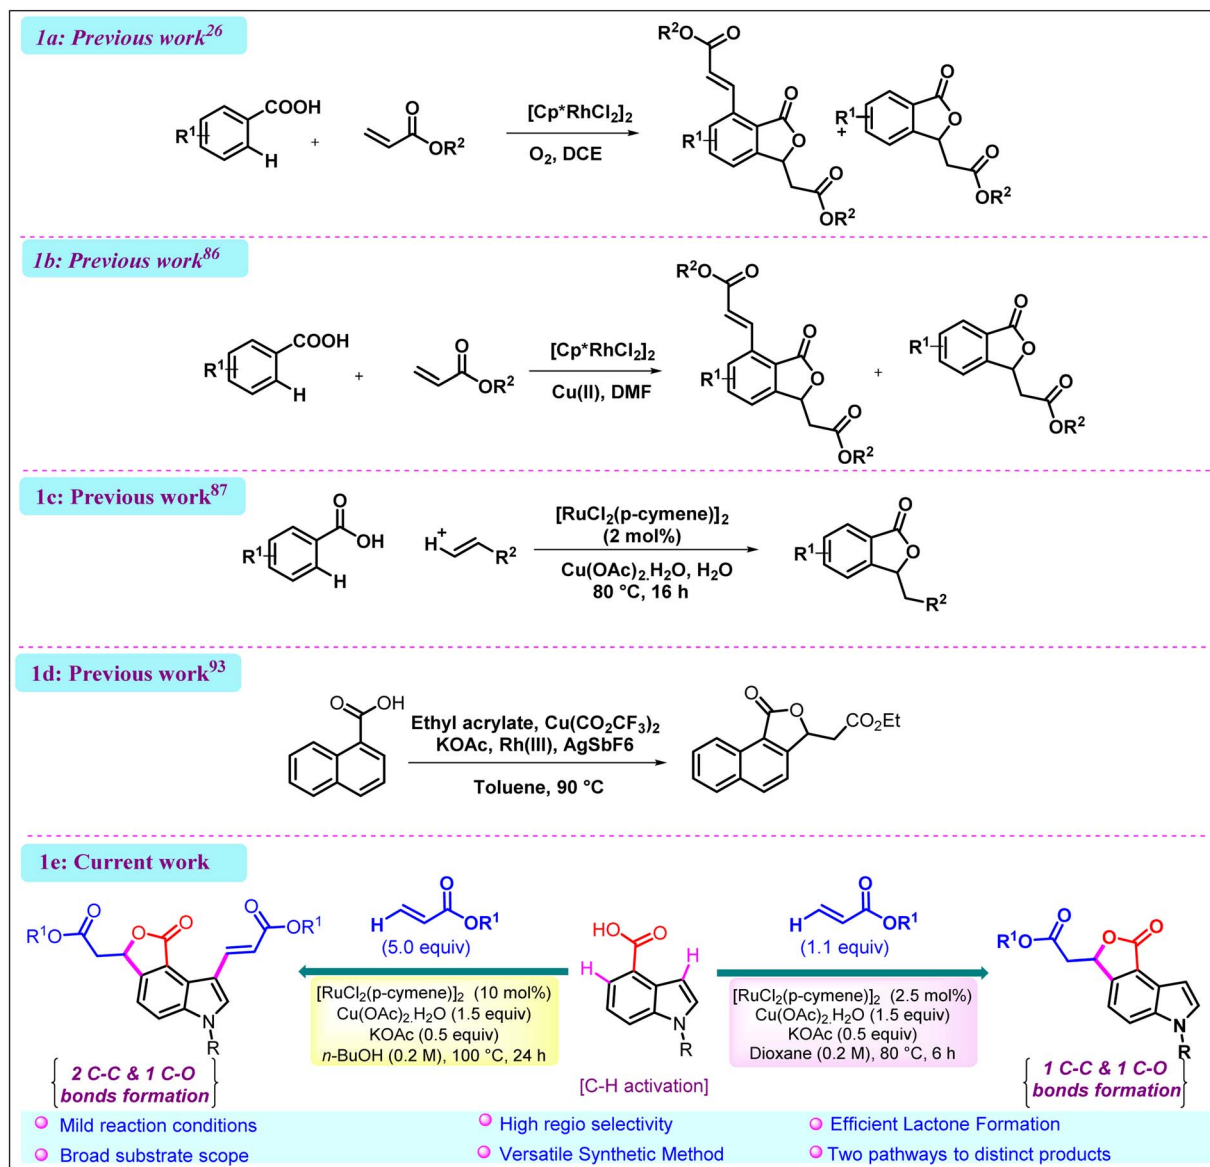 1a: Previous work26
COOH
R1
H
+
O
OR2
[Cp*RhCl2]2
O2, DCE
R2O
O
O
R1
O
O
OR2
+
O
R1
O
O
OR2
1b: Previous work86
COOH
R1
H
+
O
OR2
[Cp*RhCl2]2
Cu(II), DMF
R2O
O
O
R1
O
O
OR2
+
O
R1
O
O
OR2
1c: Previous work87
O
OH
R1
H
+
H
R2
[RuCl2(p-cymene)]2
(2 mol%)
Cu(OAc)2.H2O, H2O
80 °C, 16 h
O
R1
O
R2
1d: Previous work93
O
OH
Ethyl acrylate, Cu(CO2CF3)2
KOAc, Rh(III), AgSbF6
Toluene, 90 °C
O
O
CO2Et
1e: Current work
O
R1O
O
O
O
OR1
N
R
2 C-C & 1 C-O
bonds formation
H
O
OR1
(5.0 equiv)
[RuCl2(p-cymene)]2 (10 mol%)
Cu(OAc)2.H2O (1.5 equiv)
KOAc (0.5 equiv)
n-BuOH (0.2 M), 100 °C, 24 h
HO
O
H
H
N
R
[C-H activation]
H
O
OR1
(1.1 equiv)
[RuCl2(p-cymene)]2 (2.5 mol%)
Cu(OAc)2.H2O (1.5 equiv)
KOAc (0.5 equiv)
Dioxane (0.2 M), 80 °C, 6 h
O
R1O
O
O
N
R
1 C-C & 1 C-O
bonds formation
Mild reaction conditions
High regio selectivity
Efficient Lactone Formation
Broad substrate scope
Versatile Synthetic Method
Two pathways to distinct products